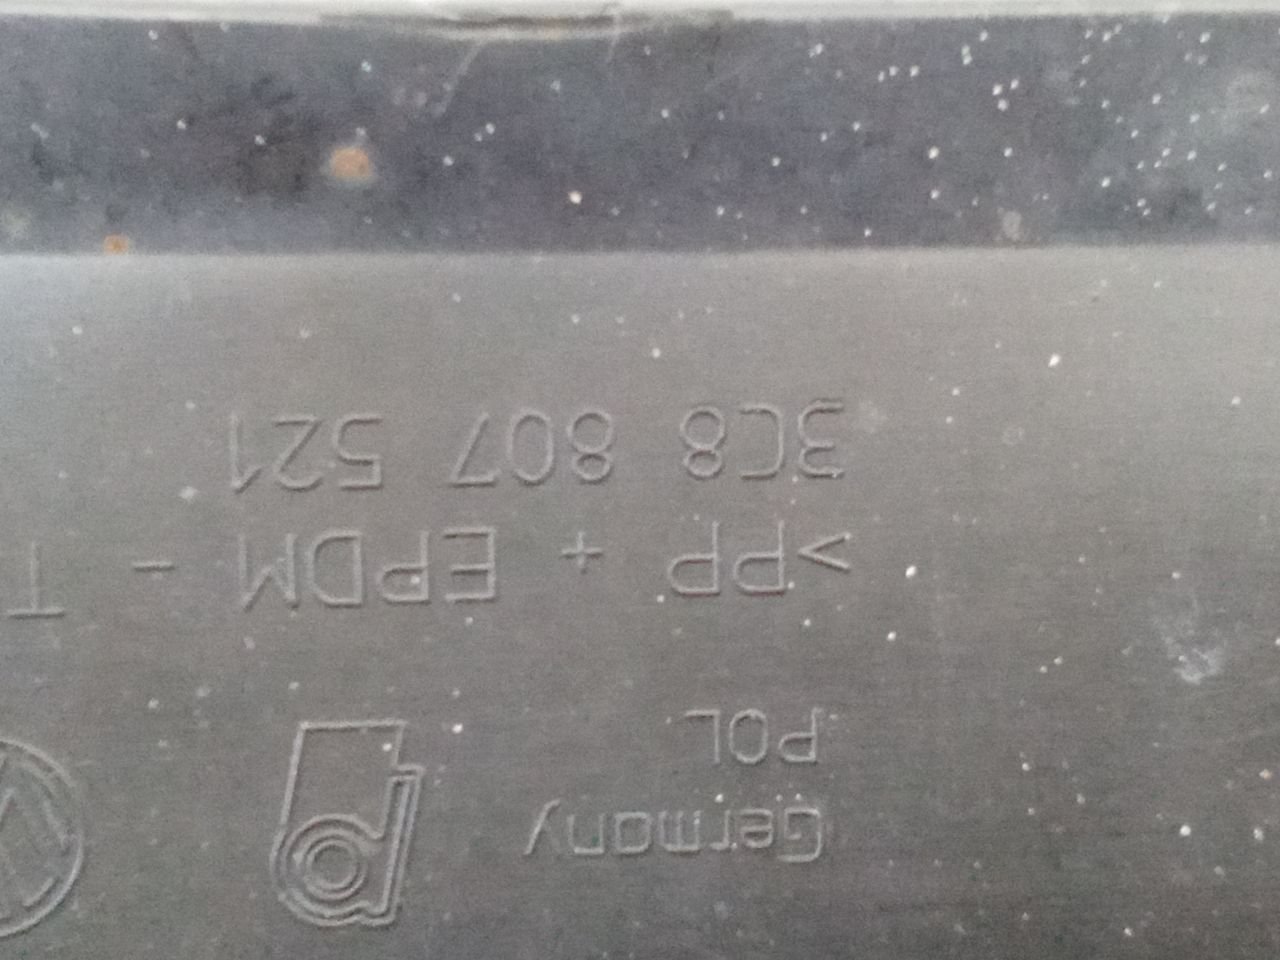 Germany
POL
>PP + EPDM - T
3C8 807 521